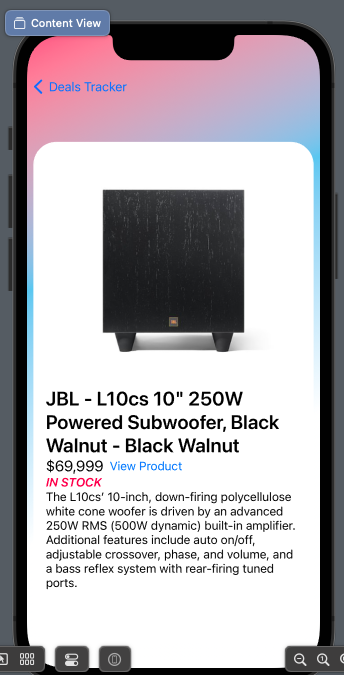 Content View
Deals Tracker
JBL
JBL - L10cs 10" 250W
Powered Subwoofer, Black
Walnut - Black Walnut
$69,999 View Product
IN STOCK
The L10cs’ 10-inch, down-firing polycellulose
white cone woofer is driven by an advanced
250W RMS (500W dynamic) built-in amplifier.
Additional features include auto on/off,
adjustable crossover, phase, and volume, and
a bass reflex system with rear-firing tuned
ports.